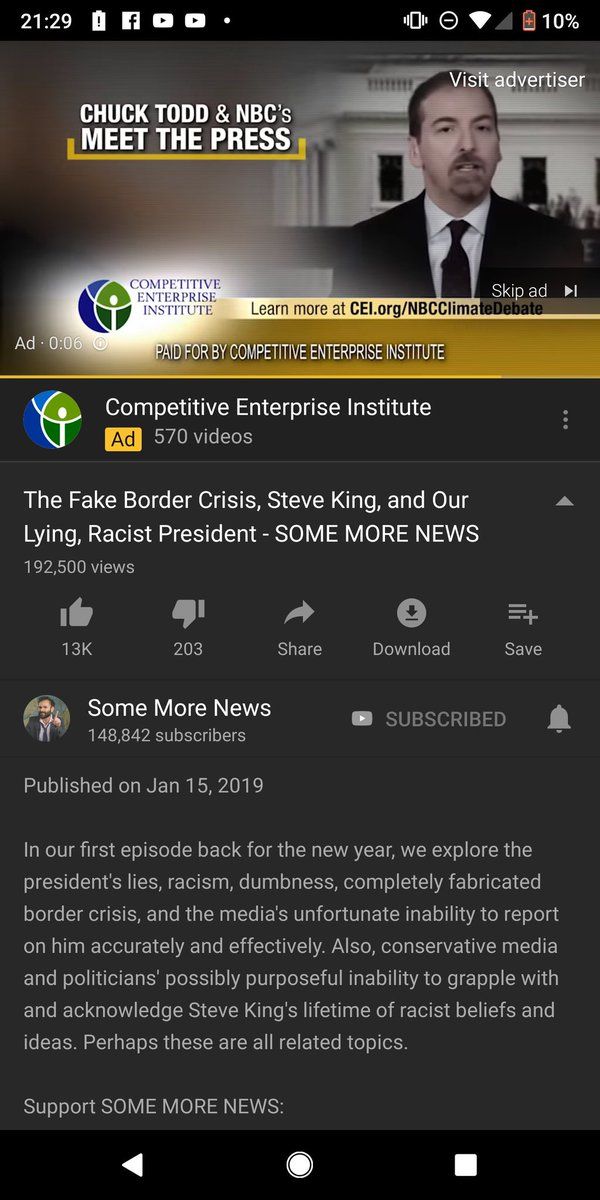 21:29
10%
Visit advertiser
CHUCK TODD & NBC's
MEET THE PRESS
COMPETITIVE
ENTERPRISE
INSTITUTE
Skip ad
Learn more at CEI.org/NBCClimateDebate
Ad · 0:06
PAID FOR BY COMPETITIVE ENTERPRISE INSTITUTE
Competitive Enterprise Institute
Ad 570 videos
The Fake Border Crisis, Steve King, and Our
Lying, Racist President - SOME MORE NEWS
192,500 views
13K 203 Share Download Save
Some More News
148,842 subscribers
SUBSCRIBED
Published on Jan 15, 2019
In our first episode back for the new year, we explore the
president's lies, racism, dumbness, completely fabricated
border crisis, and the media's unfortunate inability to report
on him accurately and effectively. Also, conservative media
and politicians' possibly purposeful inability to grapple with
and acknowledge Steve King's lifetime of racist beliefs and
ideas. Perhaps these are all related topics.
Support SOME MORE NEWS: